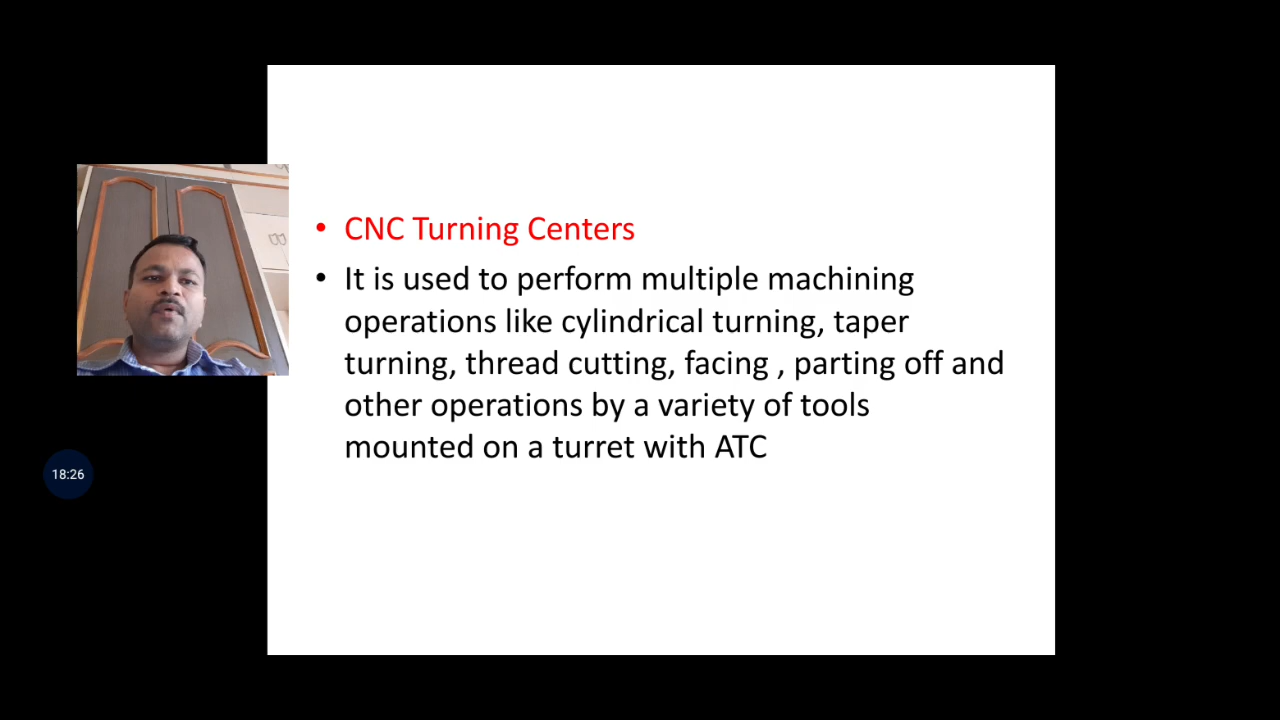 • CNC Turning Centers
• It is used to perform multiple machining
operations like cylindrical turning, taper
turning, thread cutting, facing , parting off and
other operations by a variety of tools
mounted on a turret with ATC
18:26